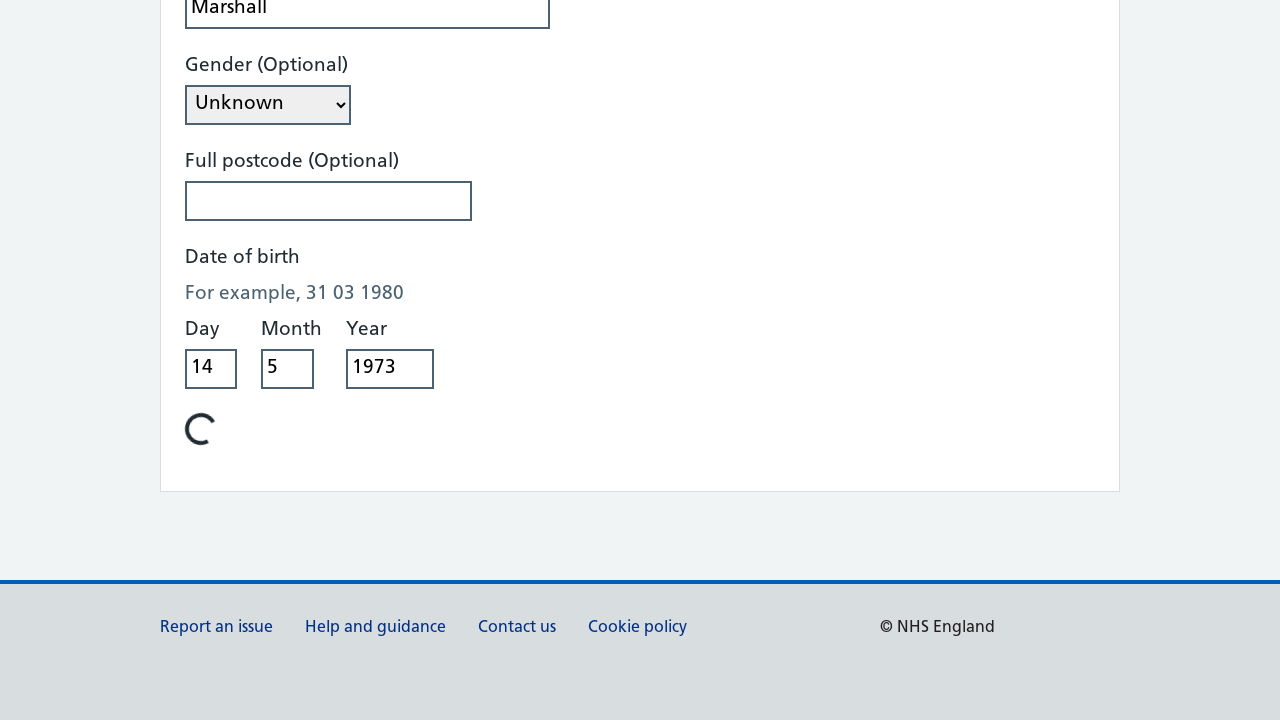 Marshall
Gender (Optional)
Unknown
Full postcode (Optional)
Date of birth
For example, 31 03 1980
Day Month Year
14 5 1973
Report an issue Help and guidance Contact us Cookie policy © NHS England